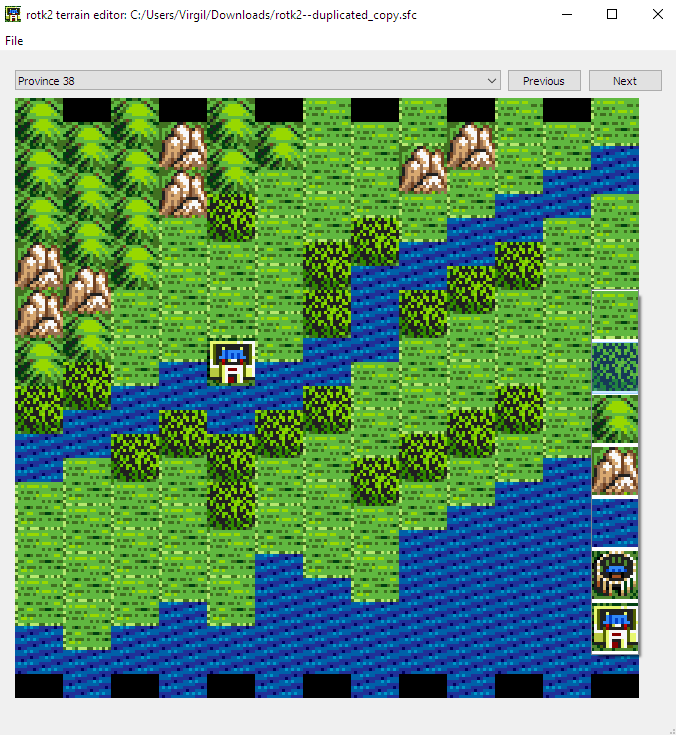 rotk2 terrain editor: C:/Users/Virgil/Downloads/rotk2--duplicated_copy.sfc
File
Province 38
Previous
Next